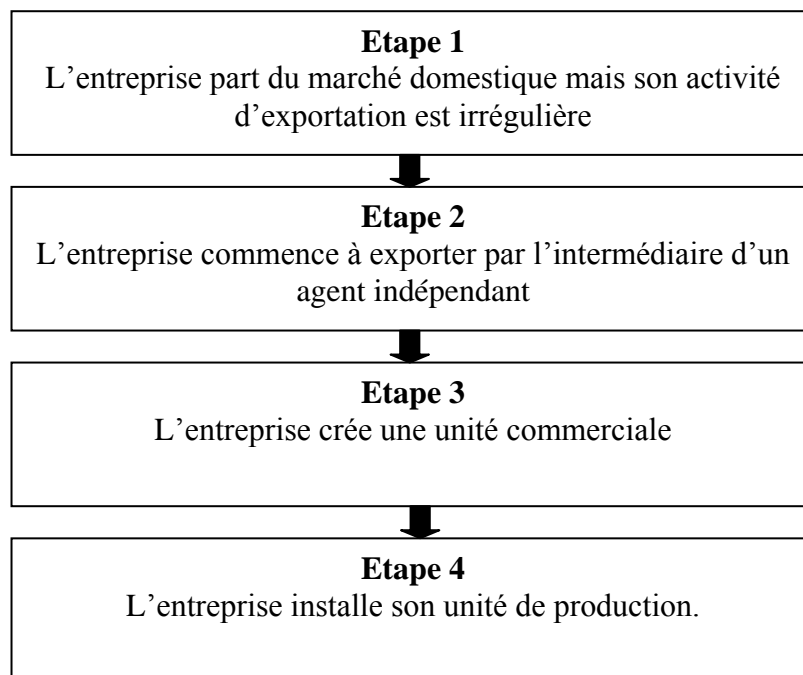 Etape 1
L’entreprise part du marché domestique mais son activité
d’exportation est irrégulière
Etape 2
L’entreprise commence à exporter par l’intermédiaire d’un
agent indépendant
Etape 3
L’entreprise crée une unité commerciale
Etape 4
L’entreprise installe son unité de production.